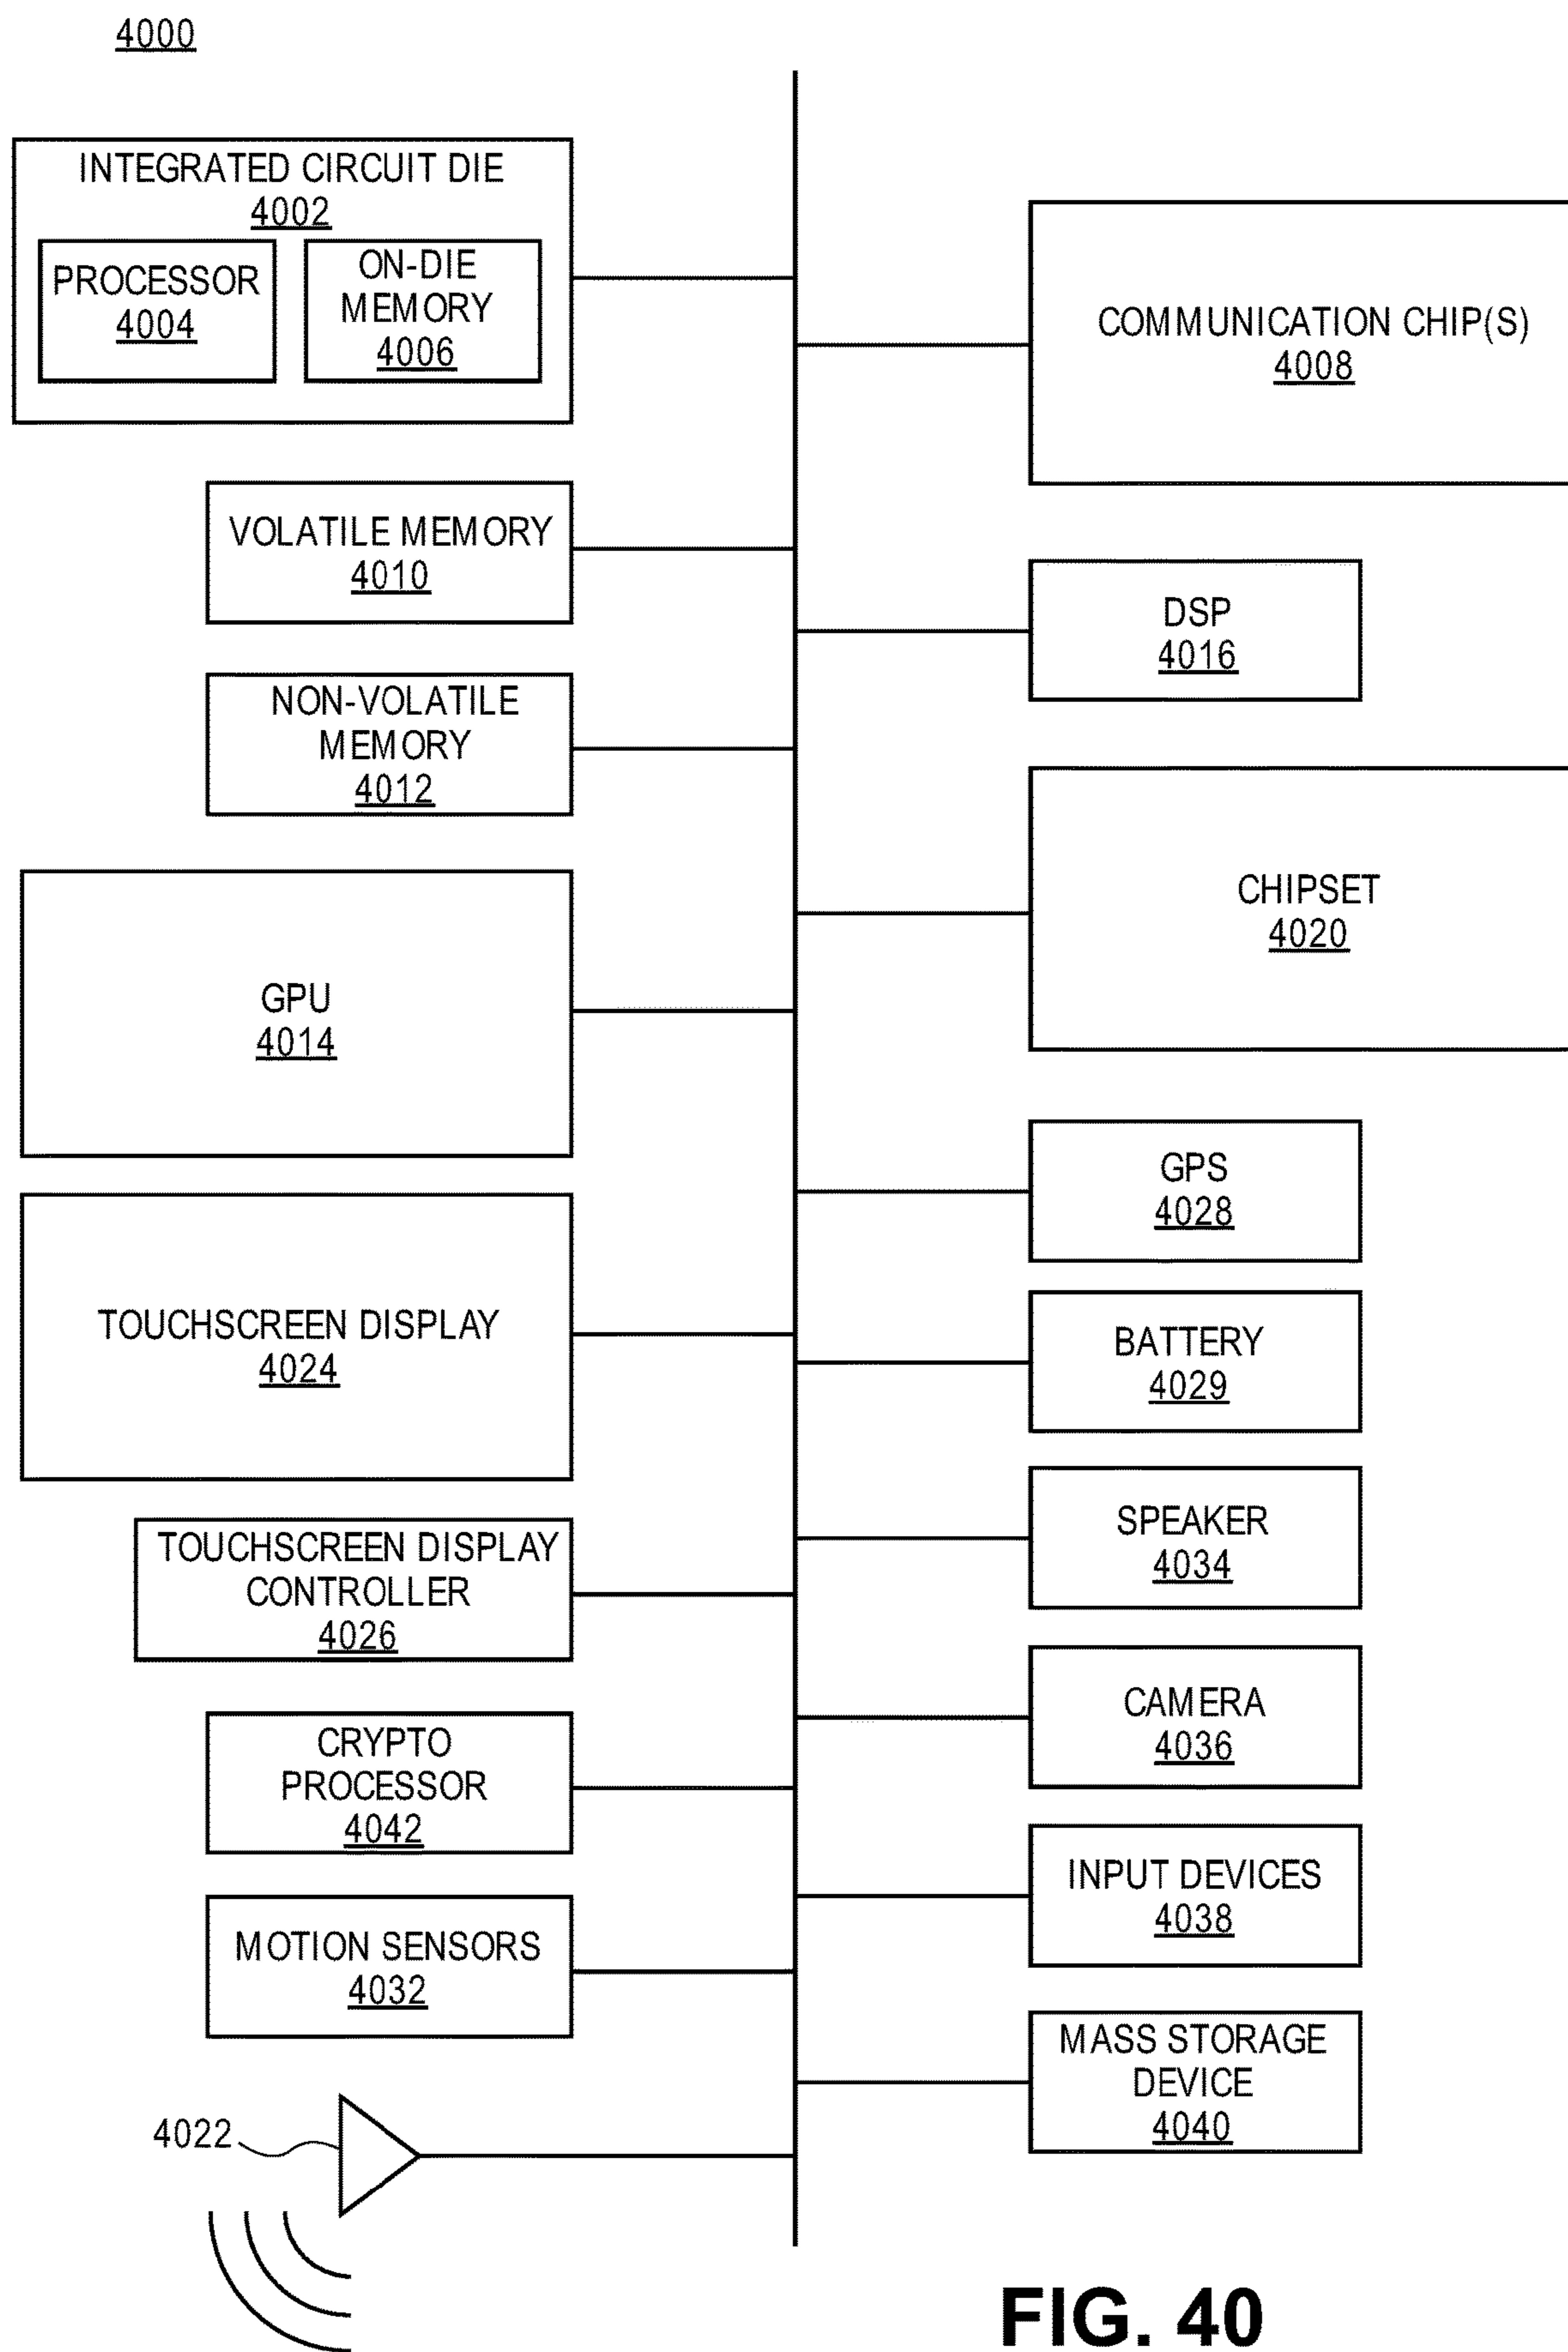 4000
INTEGRATED CIRCUIT DIE
4002
PROCESSOR
4004
ON-DIE
MEMORY
4006
COMMUNICATION CHIP(S)
4008
VOLATILE MEMORY
4010
DSP
4016
NON-VOLATILE
MEMORY
4012
CHIPSET
4020
GPU
4014
GPS
4028
TOUCHSCREEN DISPLAY
4024
BATTERY
4029
SPEAKER
4034
TOUCHSCREEN DISPLAY
CONTROLLER
4026
CAMERA
4036
CRYPTO
PROCESSOR
4042
INPUT DEVICES
4038
MOTION SENSORS
4032
MASS STORAGE
DEVICE
4040
4022
FIG. 40